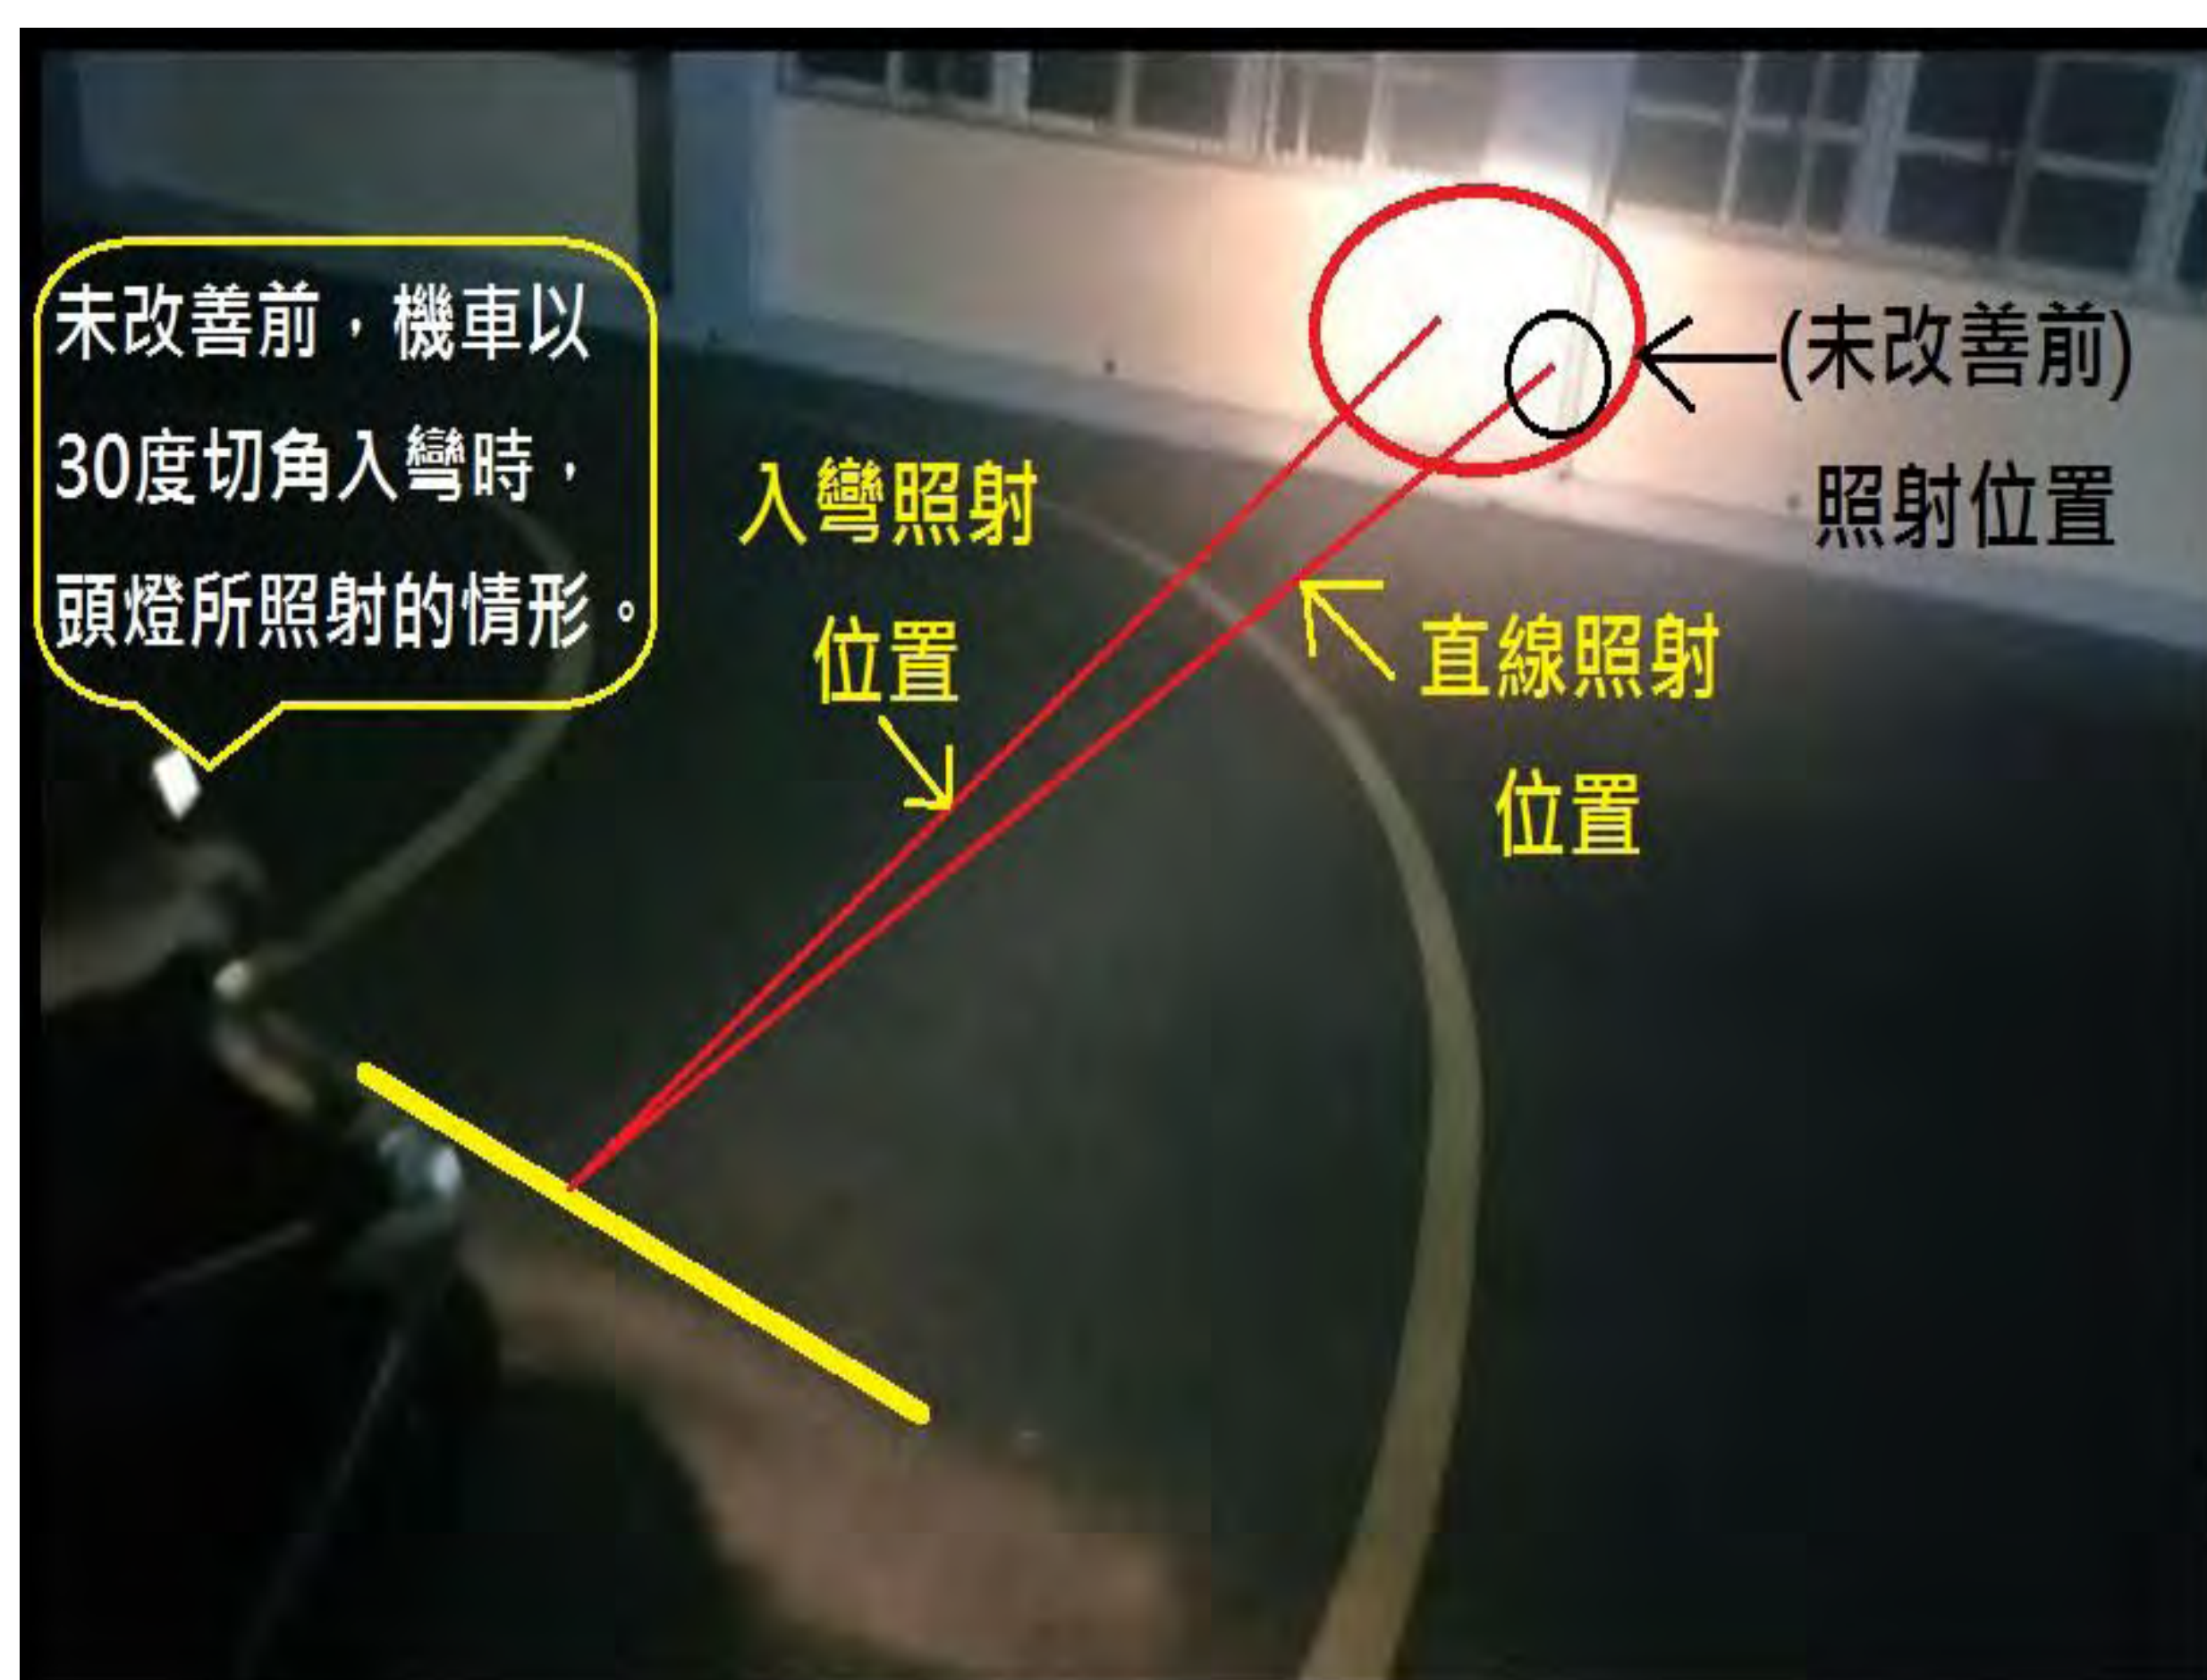 未改善前，機車以
30度切角入彎時，
頭燈所照射的情形。
入彎照射
位置
直線照射
位置
(未改善前)
照射位置